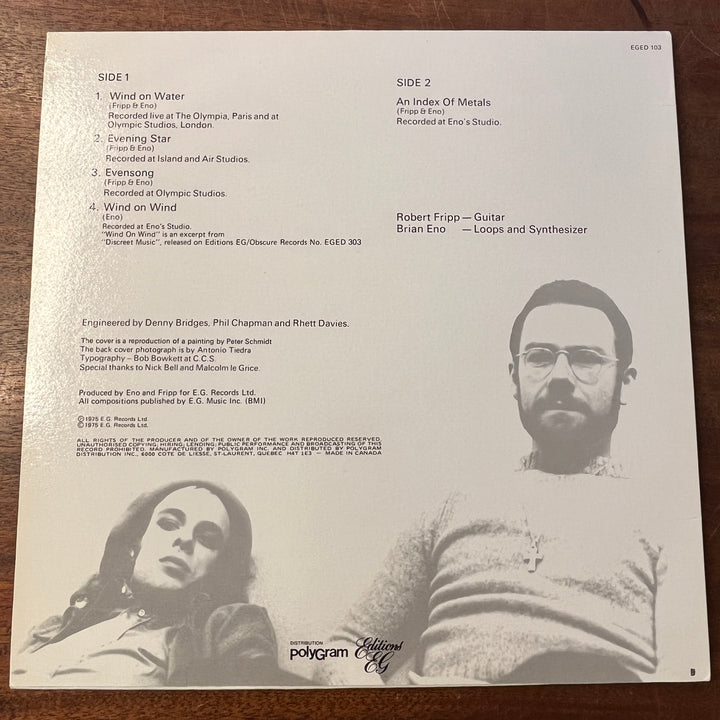 EGED 103
SIDE 1
1. Wind on Water
(Fripp & Eno)
Recorded live at The Olympia, Paris and at
Olympic Studios, London.
2. Evening Star
(Fripp & Eno)
Recorded at Island and Air Studios.
3. Evensong
(Fripp & Eno)
Recorded at Olympic Studios.
4. Wind on Wind
(Eno)
Recorded at Eno's Studio.
"Wind On Wind" is an excerpt from
"Discreet Music", released on Editions EG/Obscure Records No. EGED 303
SIDE 2
An Index Of Metals
(Fripp & Eno)
Recorded at Eno's Studio.
Robert Fripp — Guitar
Brian Eno — Loops and Synthesizer
Engineered by Denny Bridges, Phil Chapman and Rhett Davies.
The cover is a reproduction of a painting by Peter Schmidt
The back cover photograph is by Antonio Tiedra
Typography – Bob Bowkett at C.C.S.
Special thanks to Nick Bell and Malcolm le Grice.
Produced by Eno and Fripp for E.G. Records Ltd.
All compositions published by E.G. Music Inc. (BMI)
℗ 1975 E.G. Records Ltd.
© 1975 E.G. Records Ltd.
ALL RIGHTS OF THE PRODUCER AND OF THE OWNER OF THE WORK REPRODUCED RESERVED.
UNAUTHORISED COPYING; HIRING; LENDING; PUBLIC PERFORMANCE AND BROADCASTING OF THIS
RECORD PROHIBITED. MANUFACTURED BY POLYGRAM INC. AND DISTRIBUTED BY POLYGRAM
DISTRIBUTION INC., 6000 COTE DE LIESSE, ST-LAURENT, QUEBEC H4T 1E3 — MADE IN CANADA
DISTRIBUTION
polyGram
Editions
EG